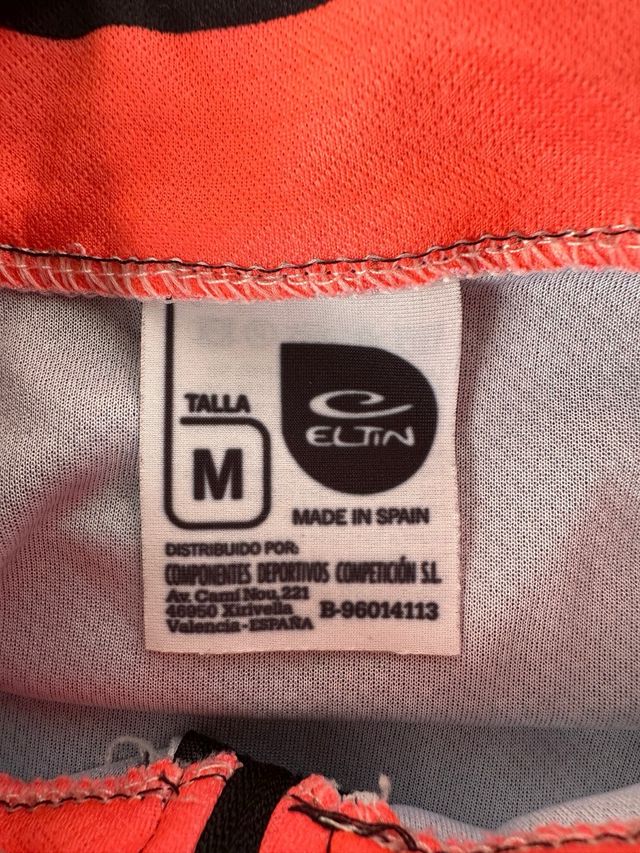 TALLA
M
ELTIN
MADE IN SPAIN
DISTRIBUIDO POR:
COMPONENTES DEPORTIVOS COMPETICIÓN S.L.
Av. Camí Nou, 221
46950 Xirivella B-96014113
Valencia-ESPAÑA